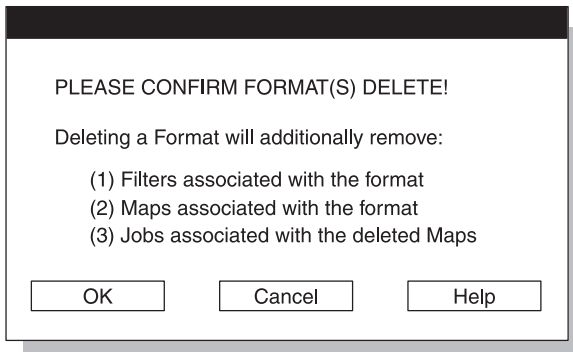 PLEASE CONFIRM FORMAT(S) DELETE!
Deleting a Format will additionally remove:
(1) Filters associated with the format
(2) Maps associated with the format
(3) Jobs associated with the deleted Maps
OK Cancel Help